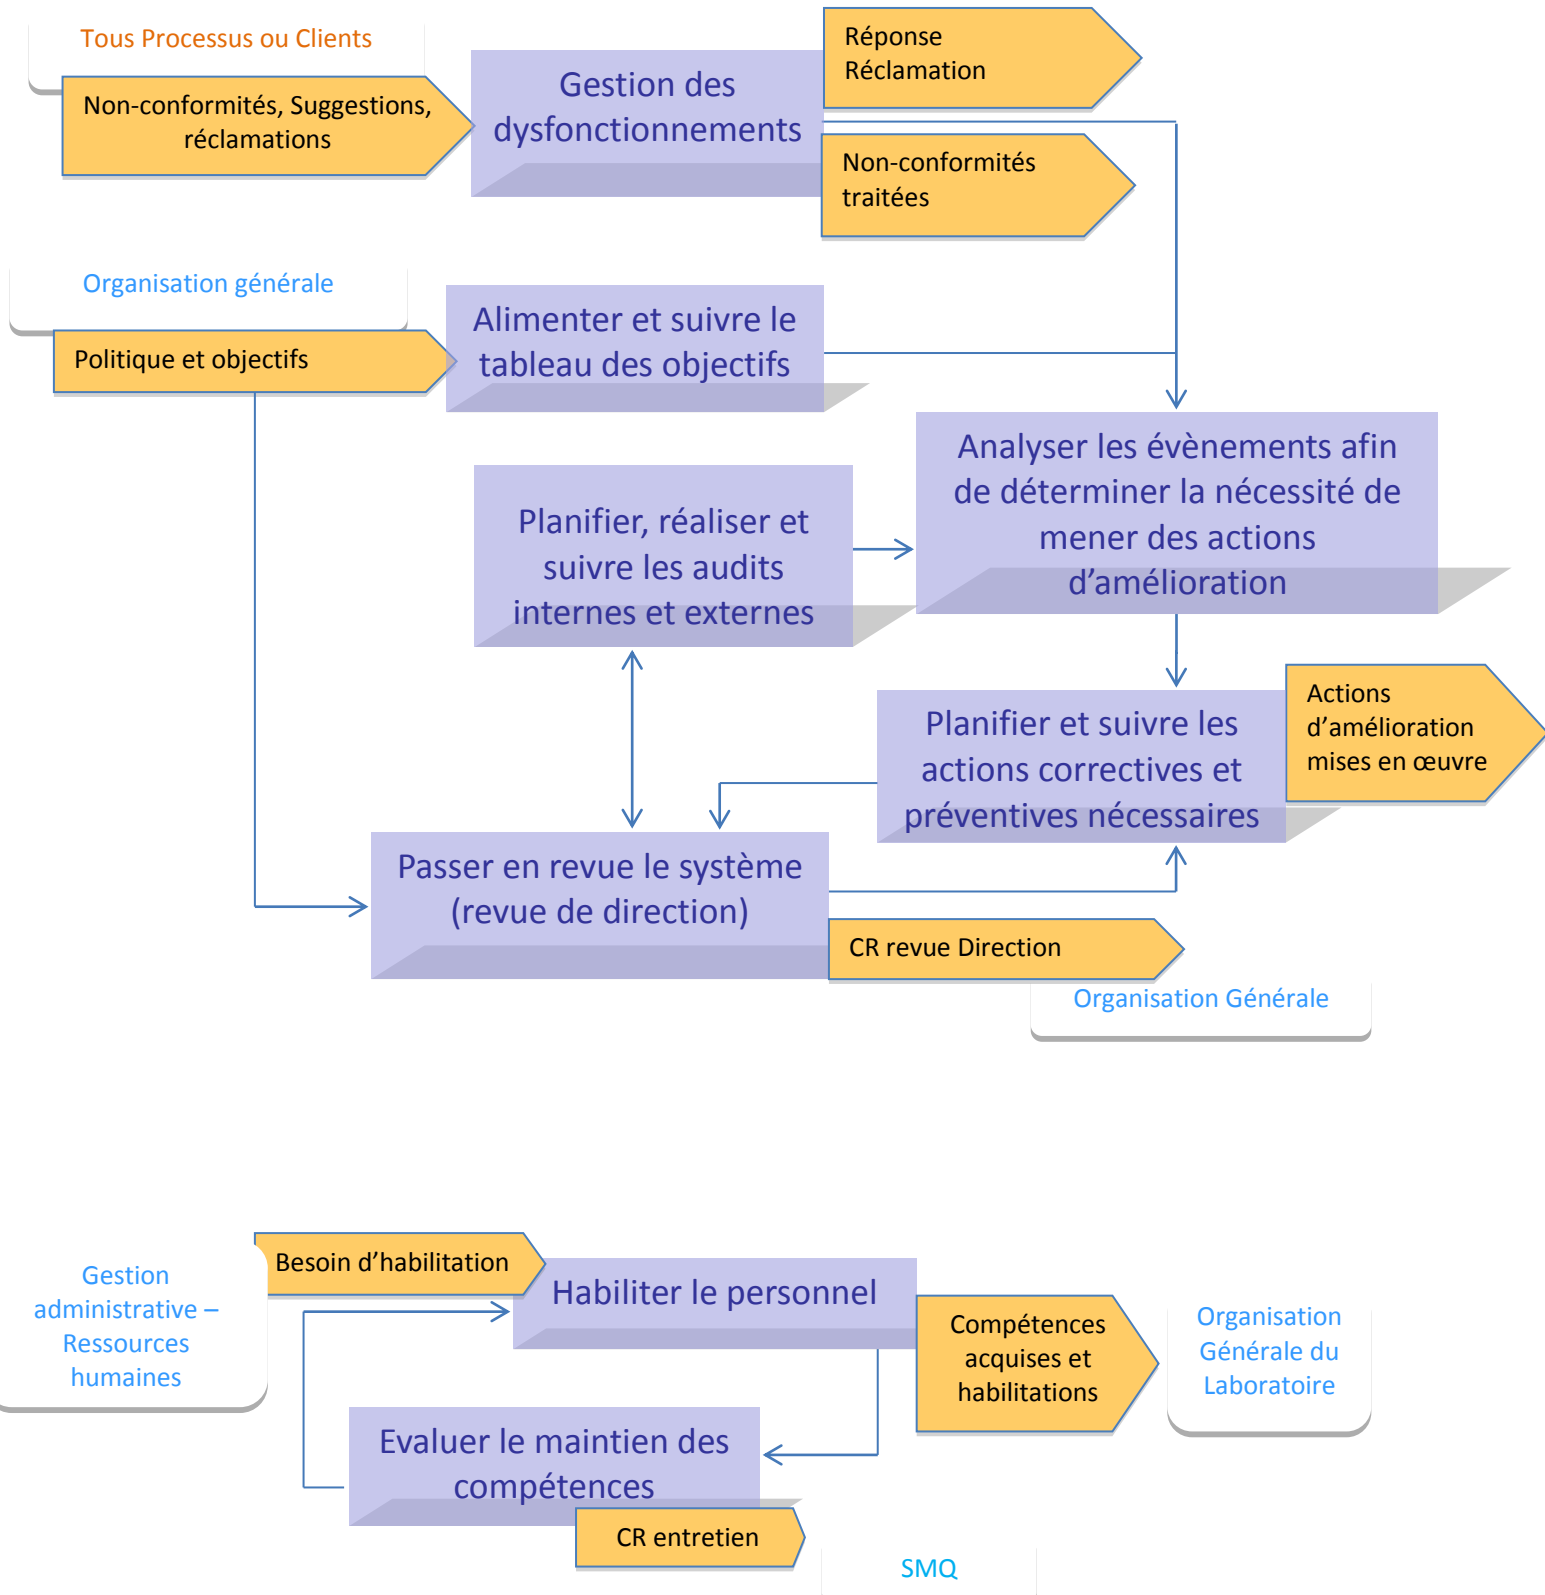 Tous Processus ou Clients
Non-conformités, Suggestions,
réclamations
Gestion des
dysfonctionnements
Réponse
Réclamation
Non-conformités
traitées
Organisation générale
Politique et objectifs
Alimenter et suivre le
tableau des objectifs
Analyser les évènements afin
de déterminer la nécessité de
mener des actions
d’amélioration
Planifier, réaliser et
suivre les audits
internes et externes
Planifier et suivre les
actions correctives et
préventives nécessaires
Actions
d’amélioration
mises en œuvre
Passer en revue le système
(revue de direction)
CR revue Direction
Organisation Générale
Gestion
administrative –
Ressources
humaines
Besoin d’habilitation
Habiliter le personnel
Compétences
acquises et
habilitations
Organisation
Générale du
Laboratoire
Evaluer le maintien des
compétences
CR entretien
SMQ